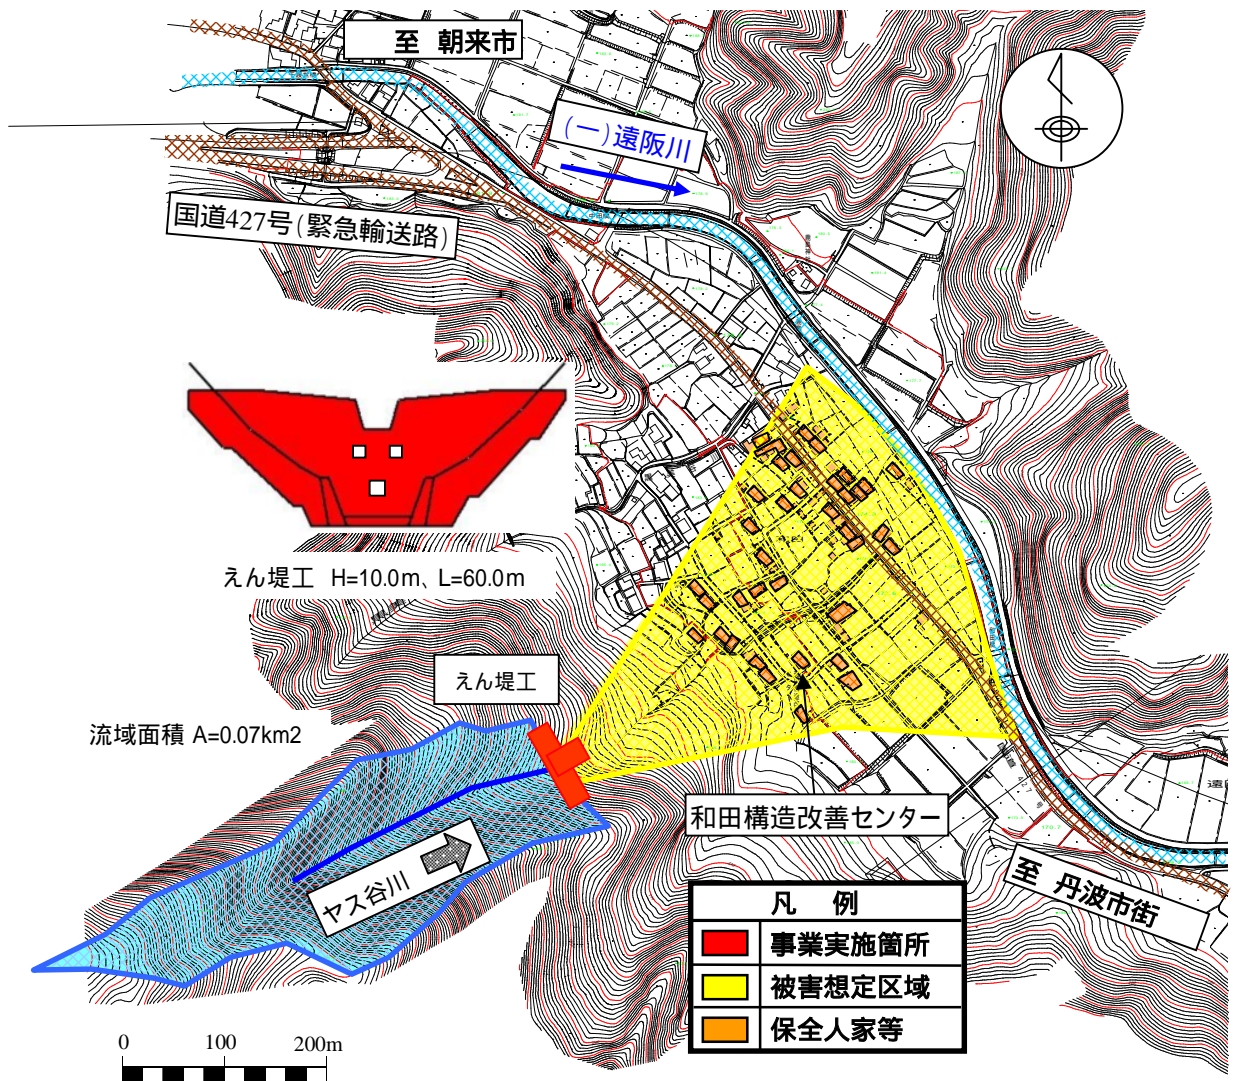 至 朝来市
(一)遠阪川
国道427号(緊急輸送路)
えん堤工 H=10.0m、L=60.0m
えん堤工
流域面積 A=0.07km2
ヤス谷川
和田構造改善センター
至 丹波市街
凡 例
事業実施箇所
被害想定区域
保全人家等
0 100 200m